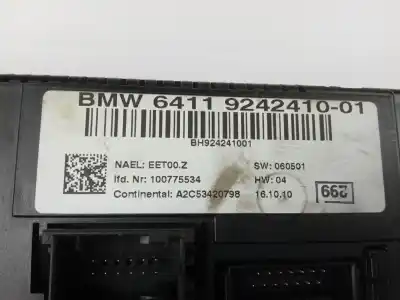 BMW 6411 9242410-01
BH924241001
NAEL: EET00.Z SW: 060501
lfd. Nr: 100775534 HW: 04
Continental: A2C53420798 16.10.10
299